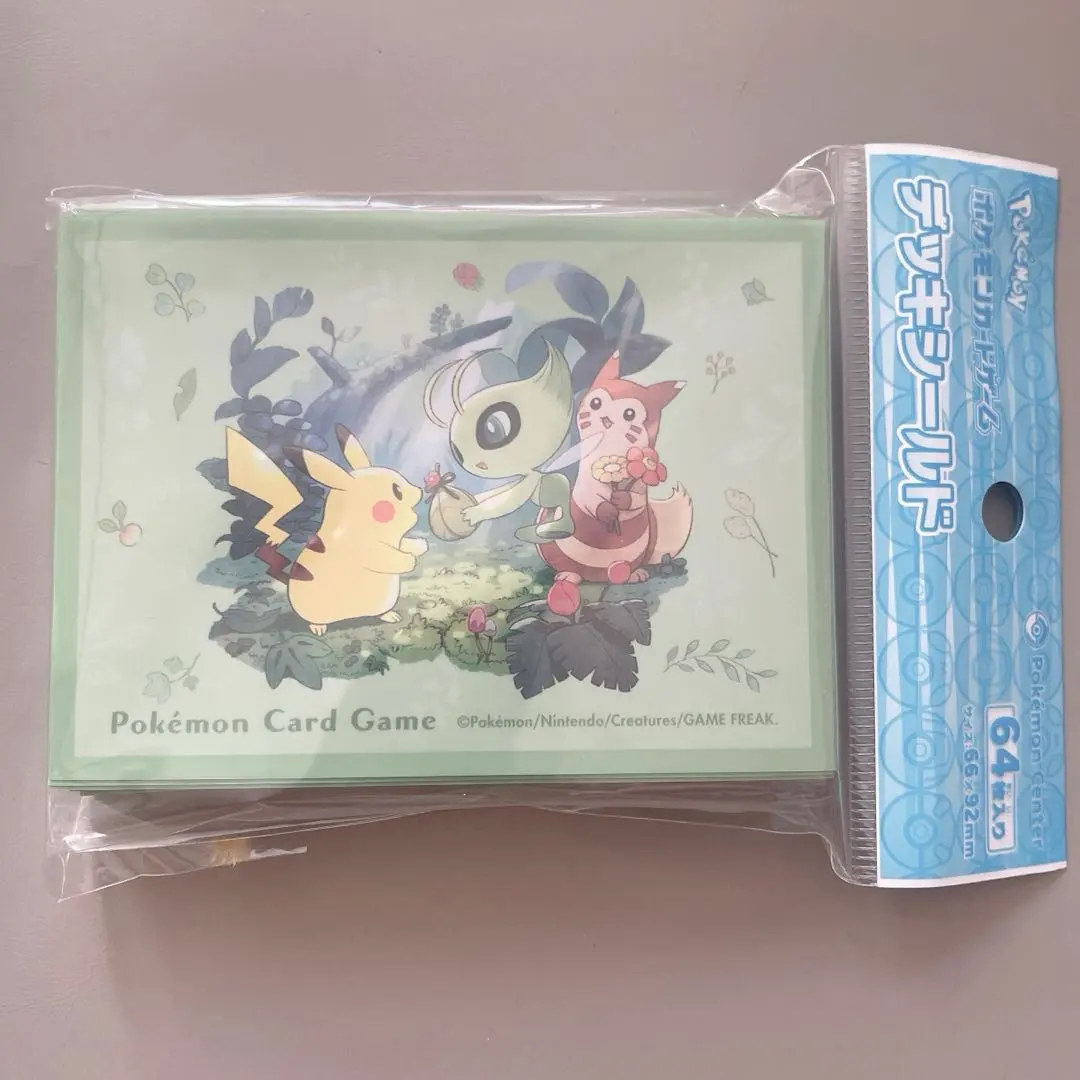 Pokémon Card Game
©Pokémon/Nintendo/Creatures/GAME FREAK.
POKéMON
ポケモンカードゲーム
デッキシールド
Pokémon Center
64枚入り
サイズ:66×92mm